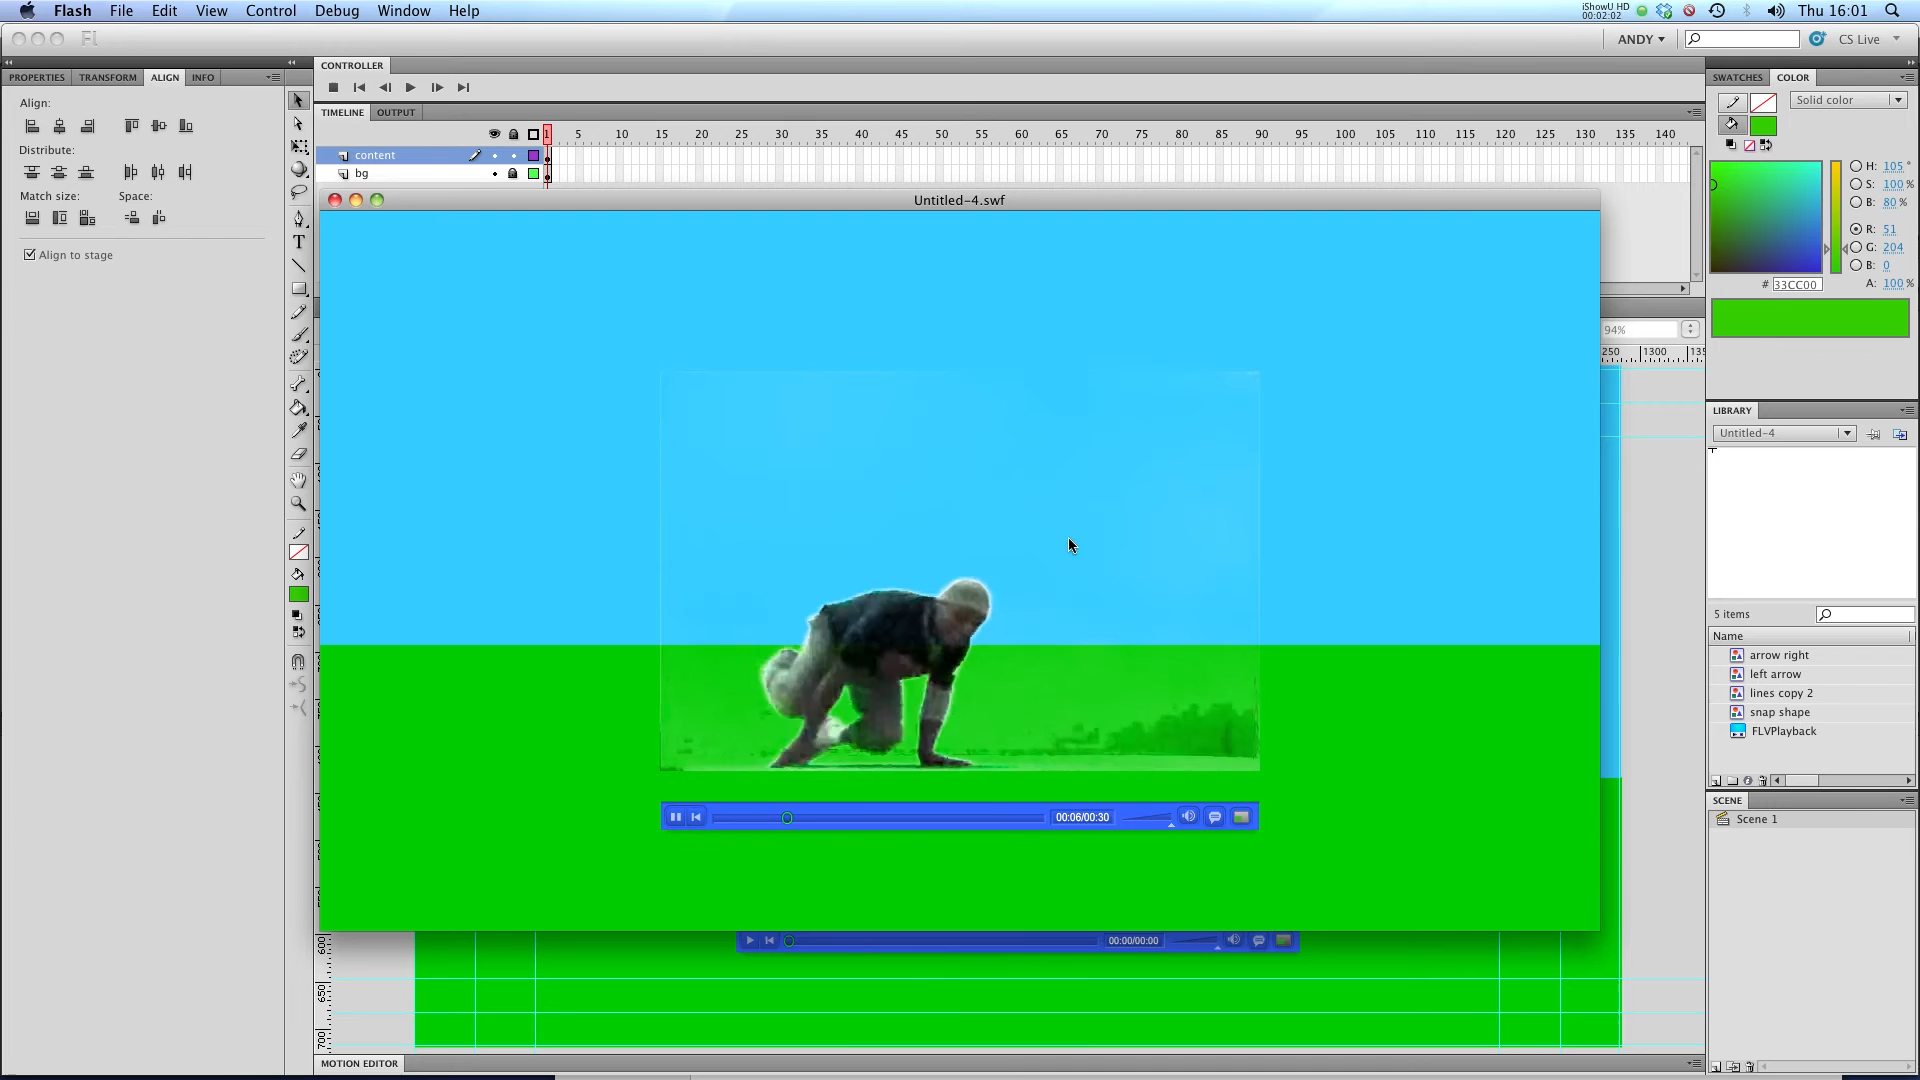 Flash File Edit View Control Debug Window Help
iShowU HD
00:02:02
Thu 16:01
Fl
ANDY
CS Live
PROPERTIES TRANSFORM ALIGN INFO
CONTROLLER
SWATCHES COLOR
Align:
Solid color
TIMELINE OUTPUT
1 5 10 15 20 25 30 35 40 45 50 55 60 65 70 75 80 85 90 95 100 105 110 115 120 125 130 135 140
Distribute:
content
bg
H: 105 °
S: 100 %
B: 80 %
Match size: Space:
Untitled-4.swf
R: 51
G: 204
B: 0
Align to stage
# 33CC00
A: 100 %
94%
250 1300 135
LIBRARY
Untitled-4
5 items
Name
arrow right
left arrow
lines copy 2
snap shape
FLVPlayback
00:06/00:30
SCENE
Scene 1
00:00/00:00
600
650
700
MOTION EDITOR